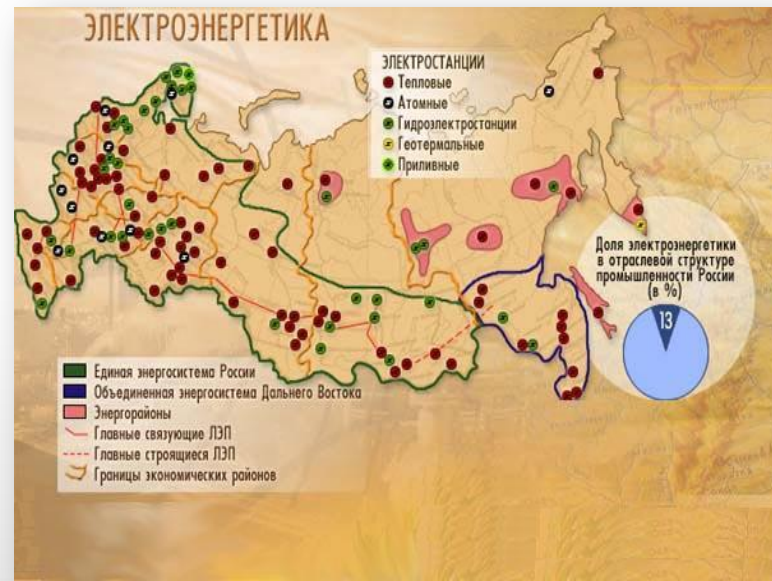 ЭЛЕКТРОЭНЕРГЕТИКА
ЭЛЕКТРОСТАНЦИИ
Тепловые
Атомные
Гидроэлектростанции
Геотермальные
Приливные
Доля электроэнергетики
в отраслевой структуре
промышленности России
(в %)
13
Единая энергосистема России
Объединенная энергосистема Дальнего Востока
Энергорайоны
Главные связующие ЛЭП
Главные строящиеся ЛЭП
Границы экономических районов